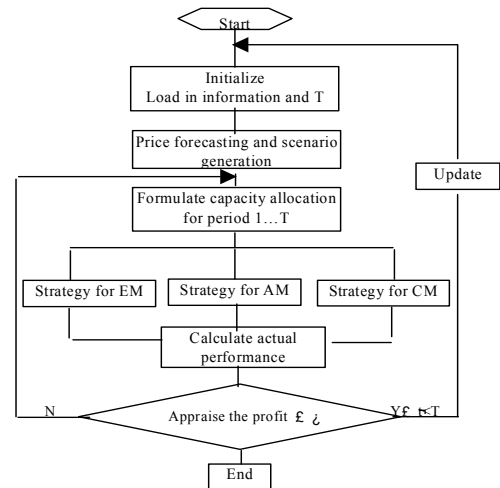 Start
Initialize
Load in information and T
Price forecasting and scenario
generation
Update
Formulate capacity allocation
for period 1…T
Strategy for EM
Strategy for AM
Strategy for CM
Calculate actual
performance
N
Appraise the profit £ ¿
Y£ t<T
End